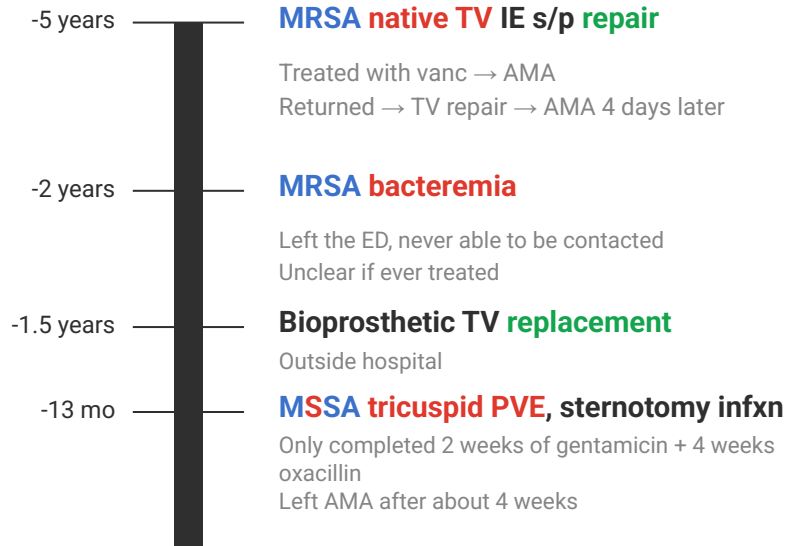 -5 years
MRSA native TV IE s/p repair
Treated with vanc → AMA
Returned → TV repair → AMA 4 days later
-2 years
MRSA bacteremia
Left the ED, never able to be contacted
Unclear if ever treated
-1.5 years
Bioprosthetic TV replacement
Outside hospital
-13 mo
MSSA tricuspid PVE, sternotomy infxn
Only completed 2 weeks of gentamicin + 4 weeks
oxacillin
Left AMA after about 4 weeks